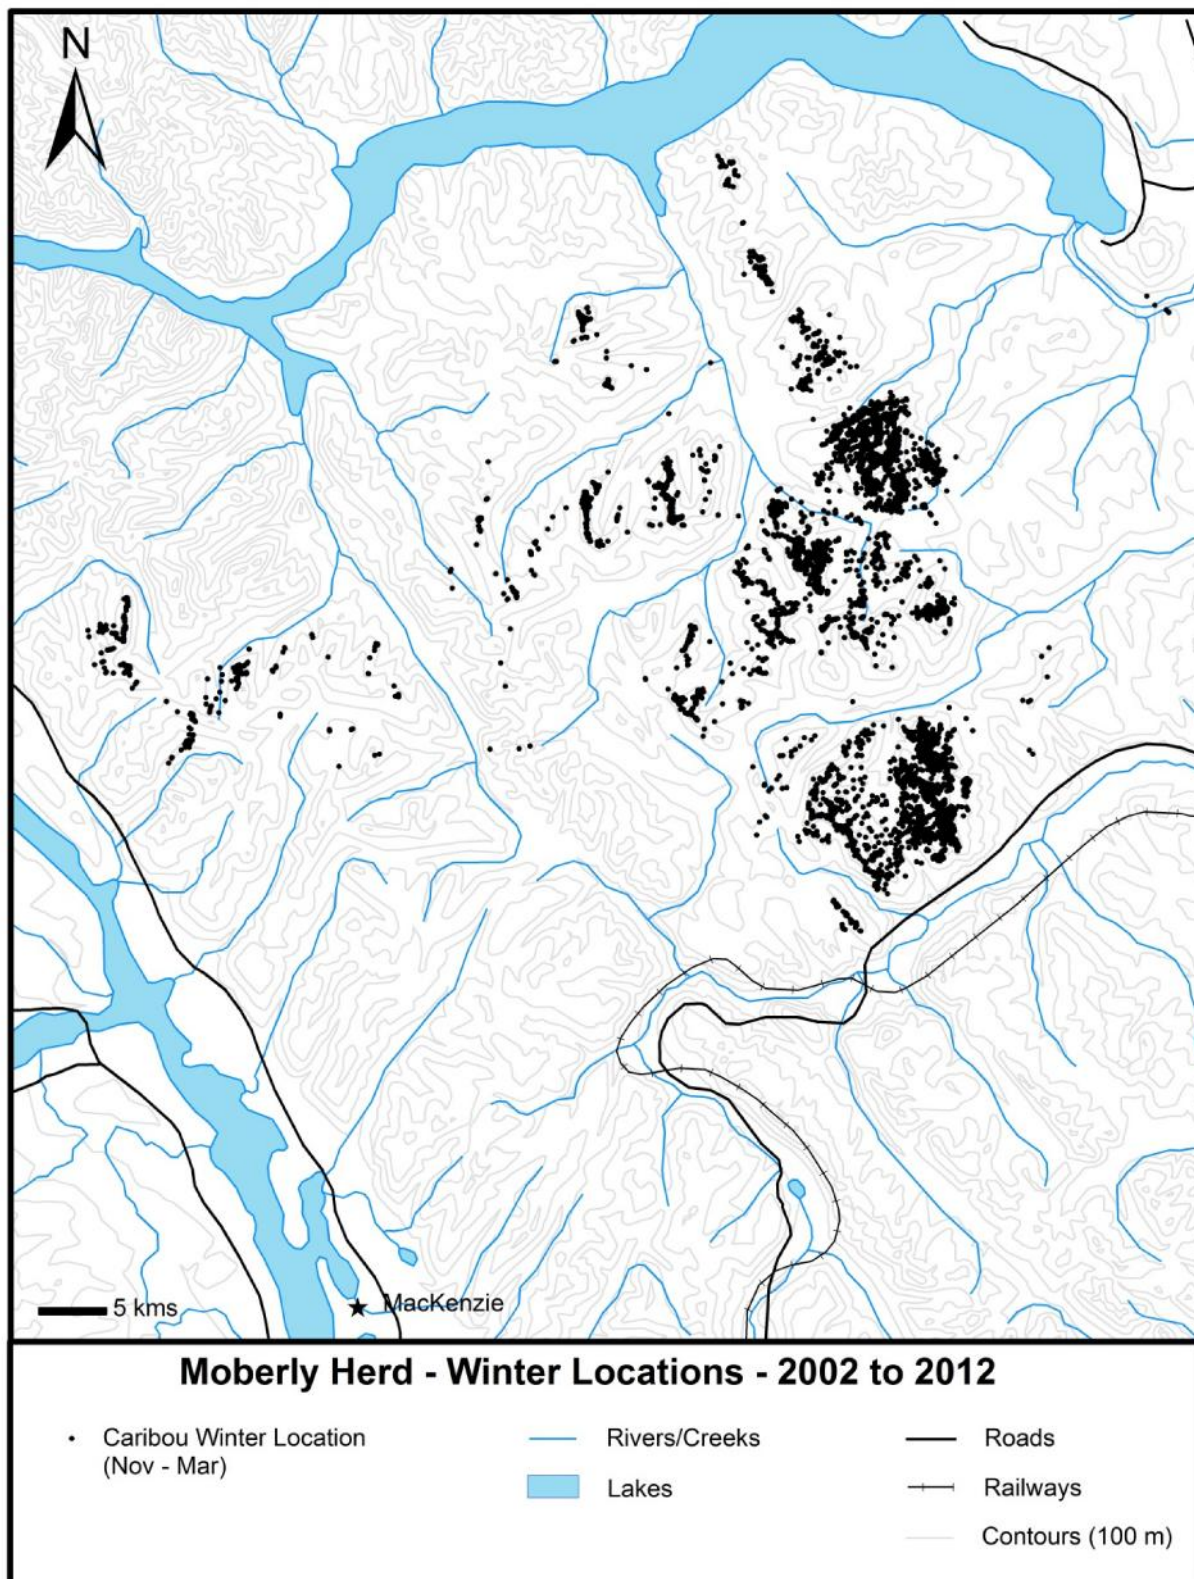 N
5 kms
MacKenzie
Moberly Herd - Winter Locations - 2002 to 2012
Caribou Winter Location
(Nov - Mar)
Rivers/Creeks
Lakes
Roads
Railways
Contours (100 m)